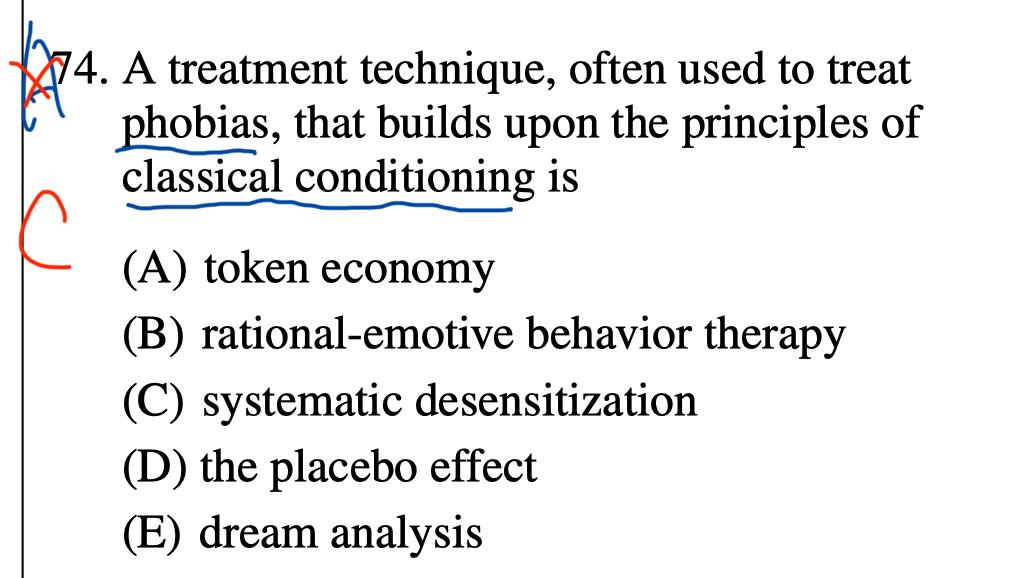 74. A treatment technique, often used to treat
phobias, that builds upon the principles of
classical conditioning is
C
(A) token economy
(B) rational-emotive behavior therapy
(C) systematic desensitization
(D) the placebo effect
(E) dream analysis